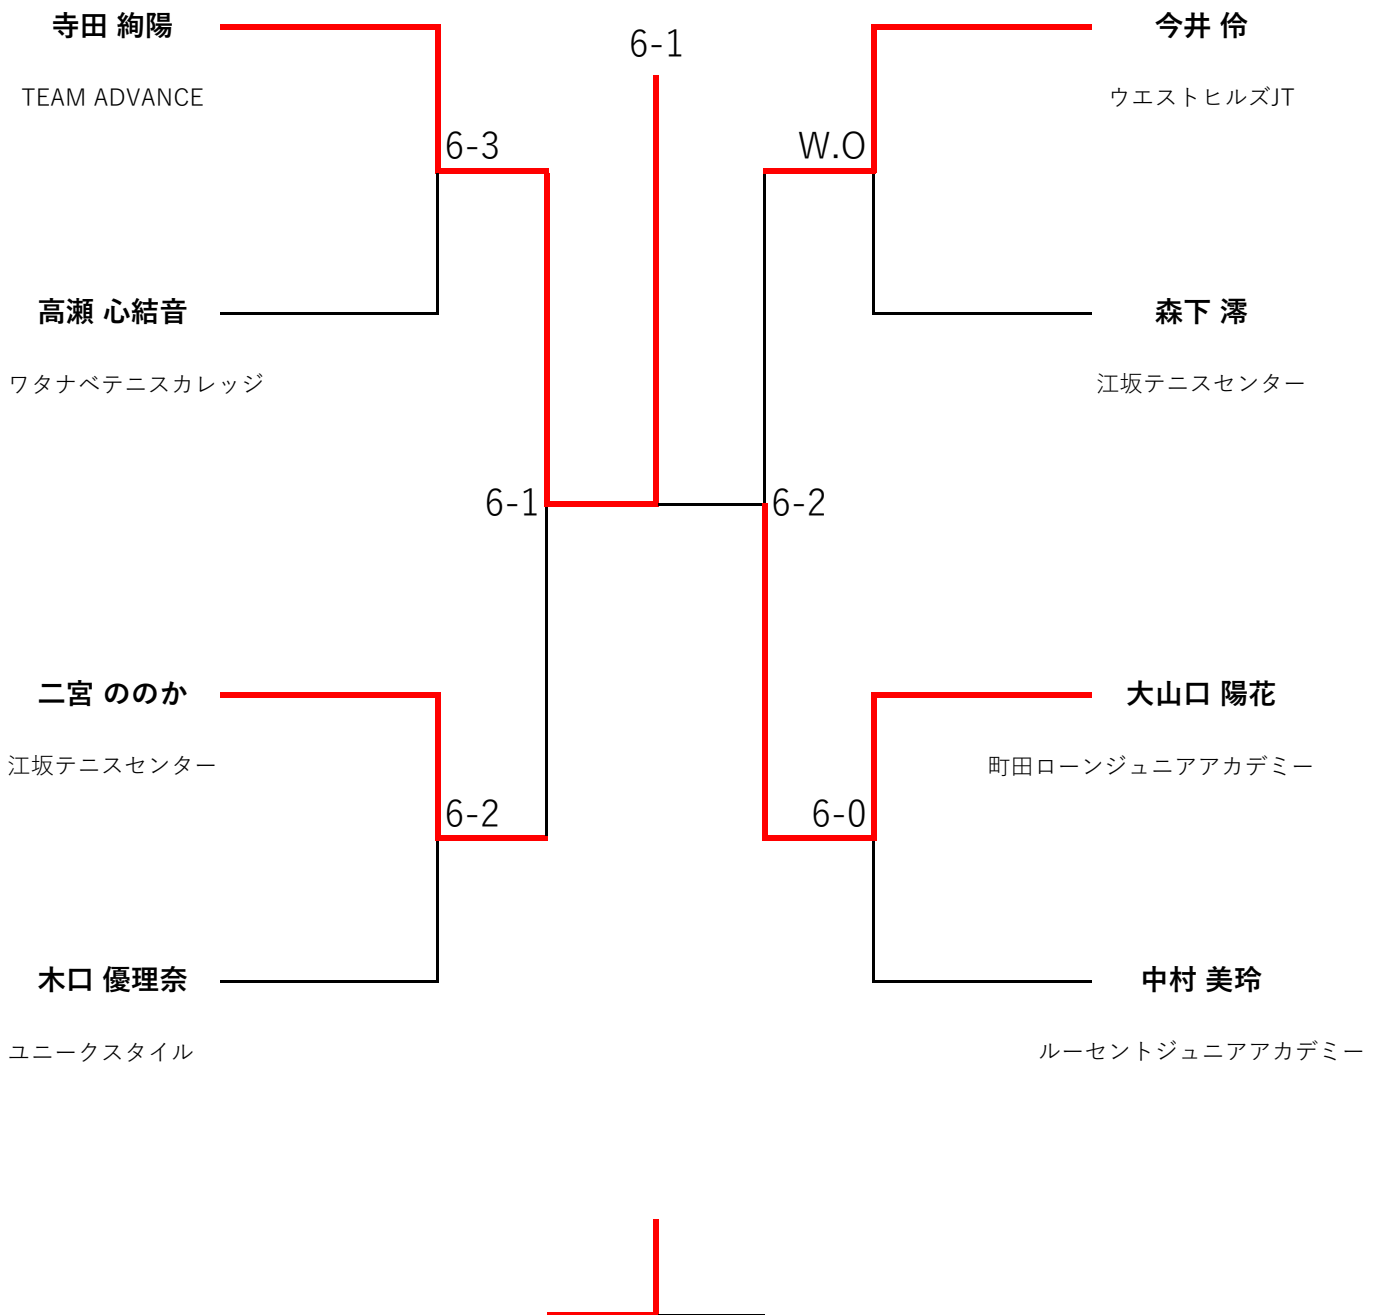 寺田 絢陽
6-1
今井 伶
TEAM ADVANCE
ウエストヒルズJT
6-3
W.O
高瀬 心結音
森下 澪
ワタナベテニスカレッジ
江坂テニスセンター
6-1
6-2
二宮 ののか
大山口 陽花
江坂テニスセンター
町田ローンジュニアアカデミー
6-2
6-0
木口 優理奈
中村 美玲
ユニークスタイル
ルーセントジュニアアカデミー